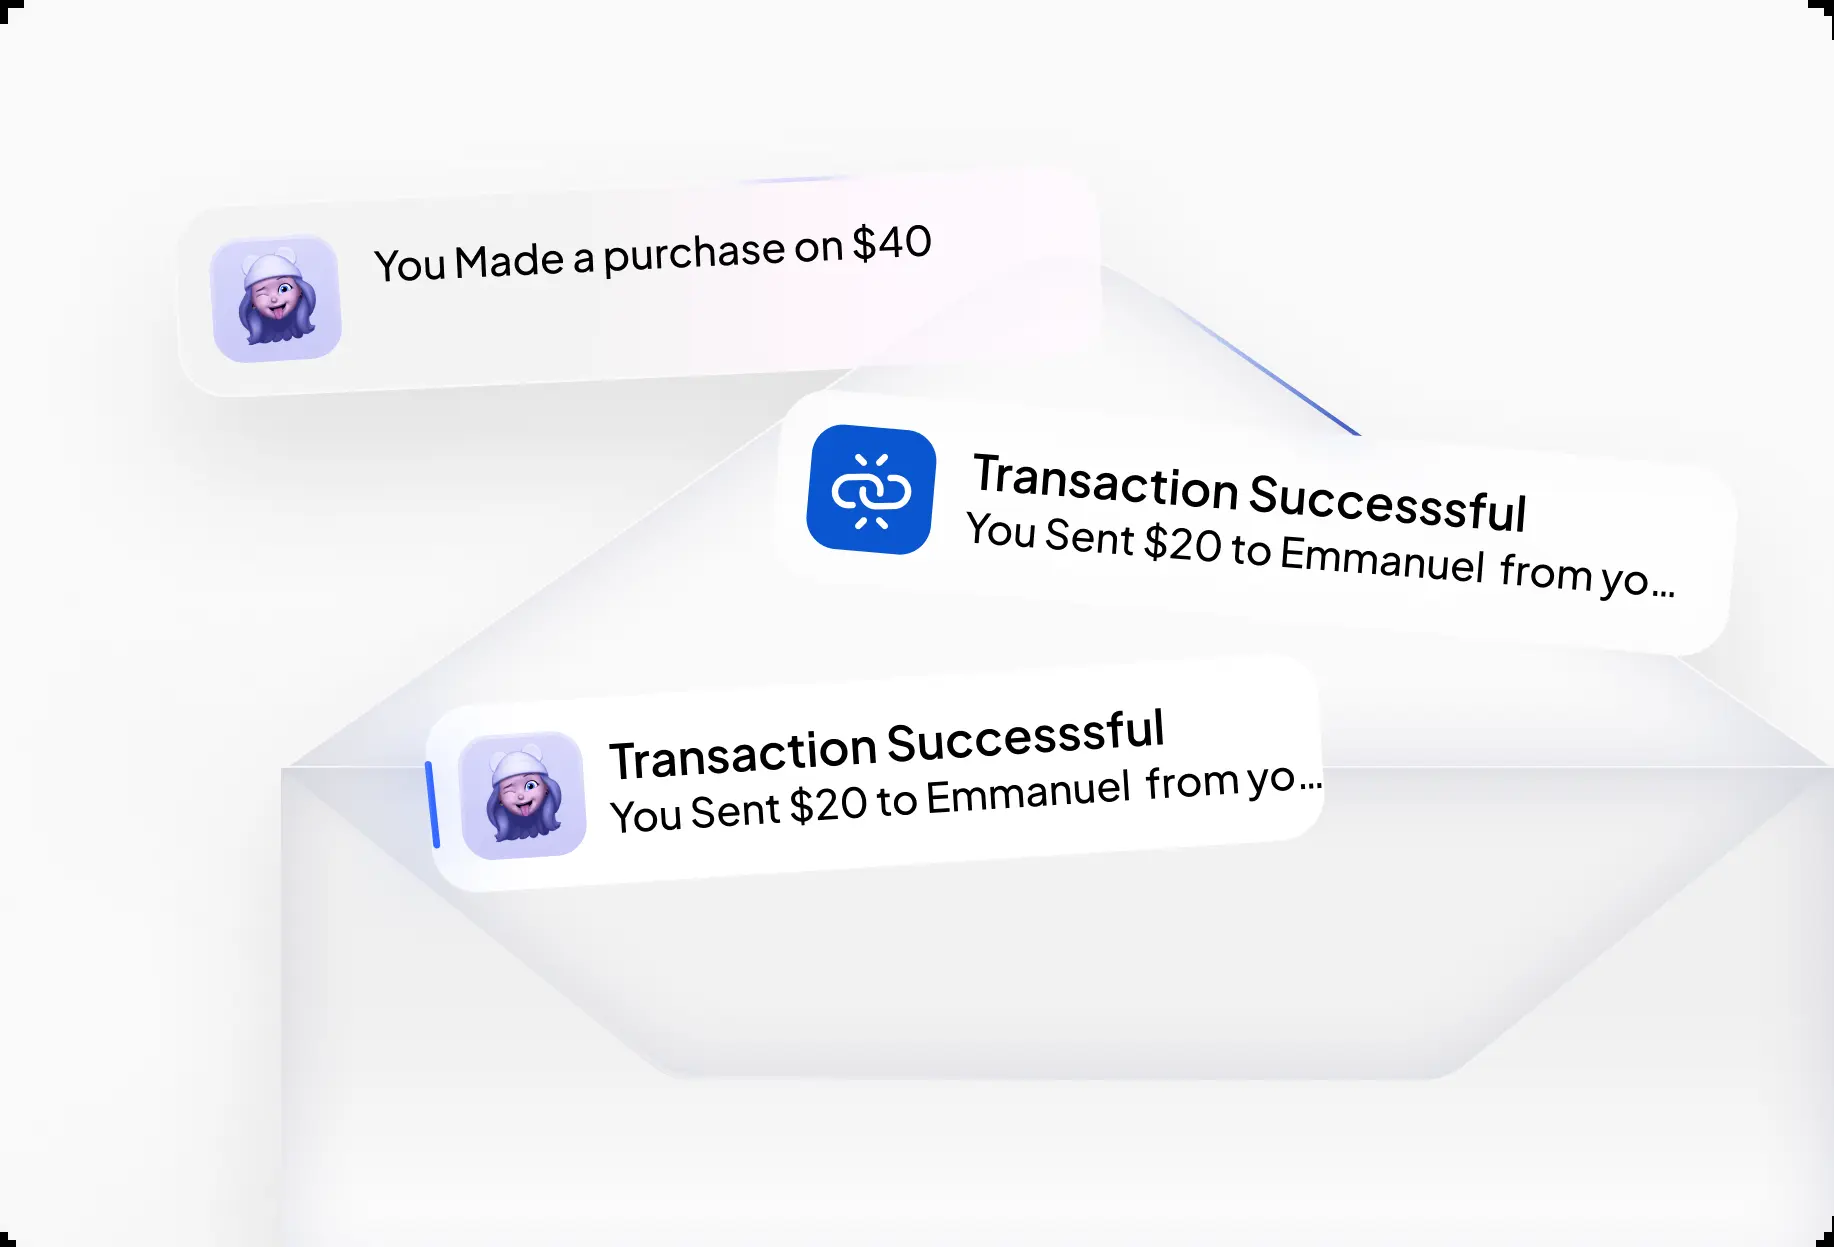 You Made a purchase on $40
Transaction Successsful
You Sent $20 to Emmanuel from yo...
Transaction Successsful
You Sent $20 to Emmanuel from yo...